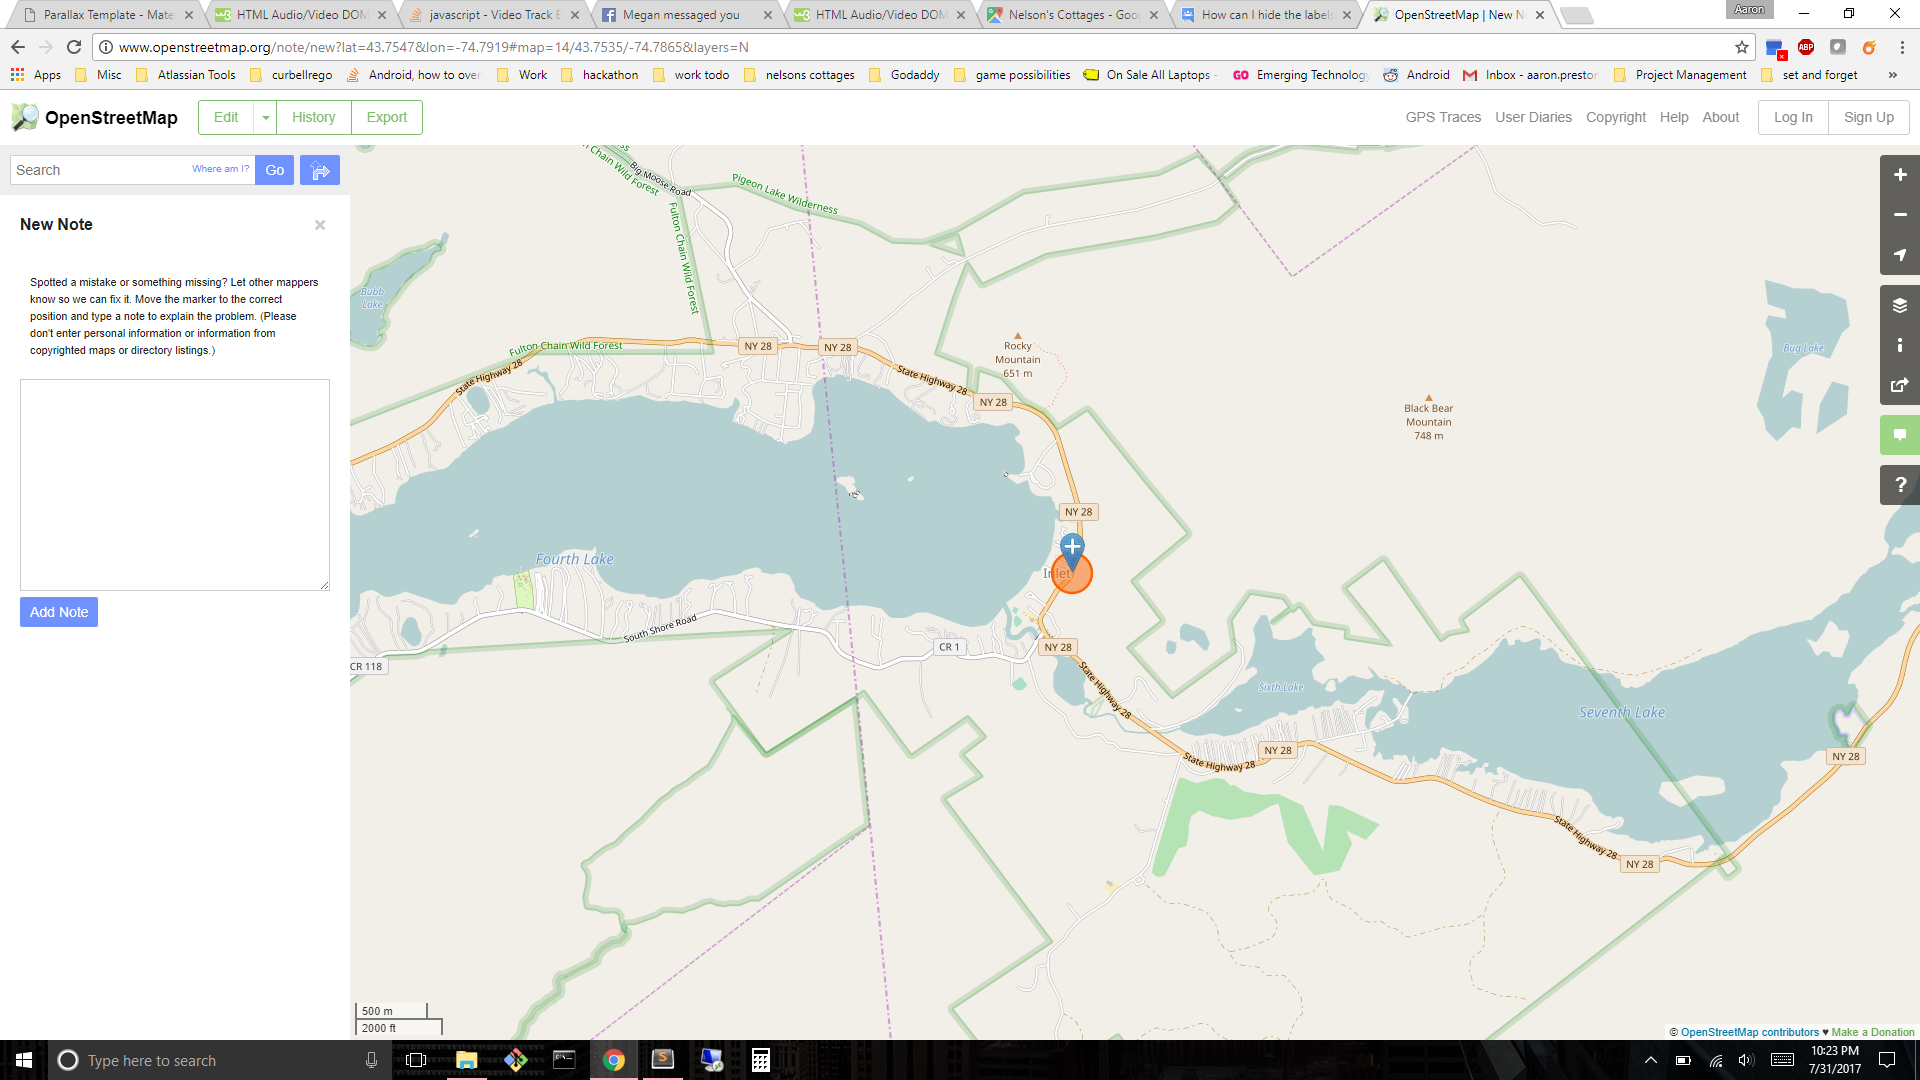 Parallax Template - Mate
HTML Audio/Video DOM
javascript - Video Track E
Megan messaged you
HTML Audio/Video DOM
Nelson's Cottages - Goo
How can I hide the labels
OpenStreetMap | New N
Aaron
www.openstreetmap.org/note/new?lat=43.7547&lon=-74.7919#map=14/43.7535/-74.7865&layers=N
ABP
Apps
Misc
Atlassian Tools
curbellrego
Android, how to over
Work
hackathon
work todo
nelsons cottages
Godaddy
game possibilities
On Sale All Laptops -
GO Emerging Technology
Android
Inbox - aaron.preston
Project Management
set and forget
»
OpenStreetMap
Edit
History
Export
GPS Traces
User Diaries
Copyright
Help
About
Log In
Sign Up
Search
Where am I?
Go
New Note
Spotted a mistake or something missing? Let other mappers
know so we can fix it. Move the marker to the correct
position and type a note to explain the problem. (Please
don't enter personal information or information from
copyrighted maps or directory listings.)
Add Note
Fulton Chain Wild Forest
Big Moose Road
Pigeon Lake Wilderness
Fulton Chain Wild Forest
Bubb
Lake
Fulton Chain Wild Forest
State Highway 28
NY 28
NY 28
State Highway 28
NY 28
Rocky
Mountain
651 m
Black Bear
Mountain
748 m
Bug Lake
NY 28
Fourth Lake
Inlet
South Shore Road
CR 118
CR 1
NY 28
State Highway 28
Sixth Lake
Seventh Lake
NY 28
State Highway 28
NY 28
State Highway 28
NY 28
500 m
2000 ft
© OpenStreetMap contributors ♥ Make a Donation
Type here to search
10:23 PM
7/31/2017